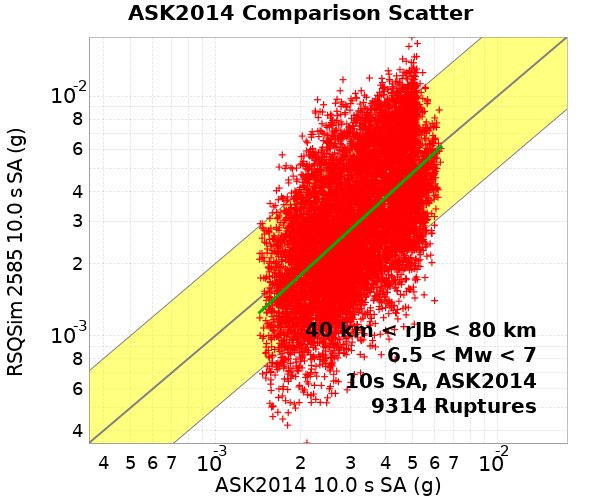 ASK2014 Comparison Scatter
RSQSim 2585 10.0 s SA (g)
10-2
8
6
4
3
2
10-3
8
6
4
40 km < rJB < 80 km
6.5 < Mw < 7
10s SA, ASK2014
9314 Ruptures
4 5 6 7 10-3 2 3 4 5 6 7 10-2
ASK2014 10.0 s SA (g)